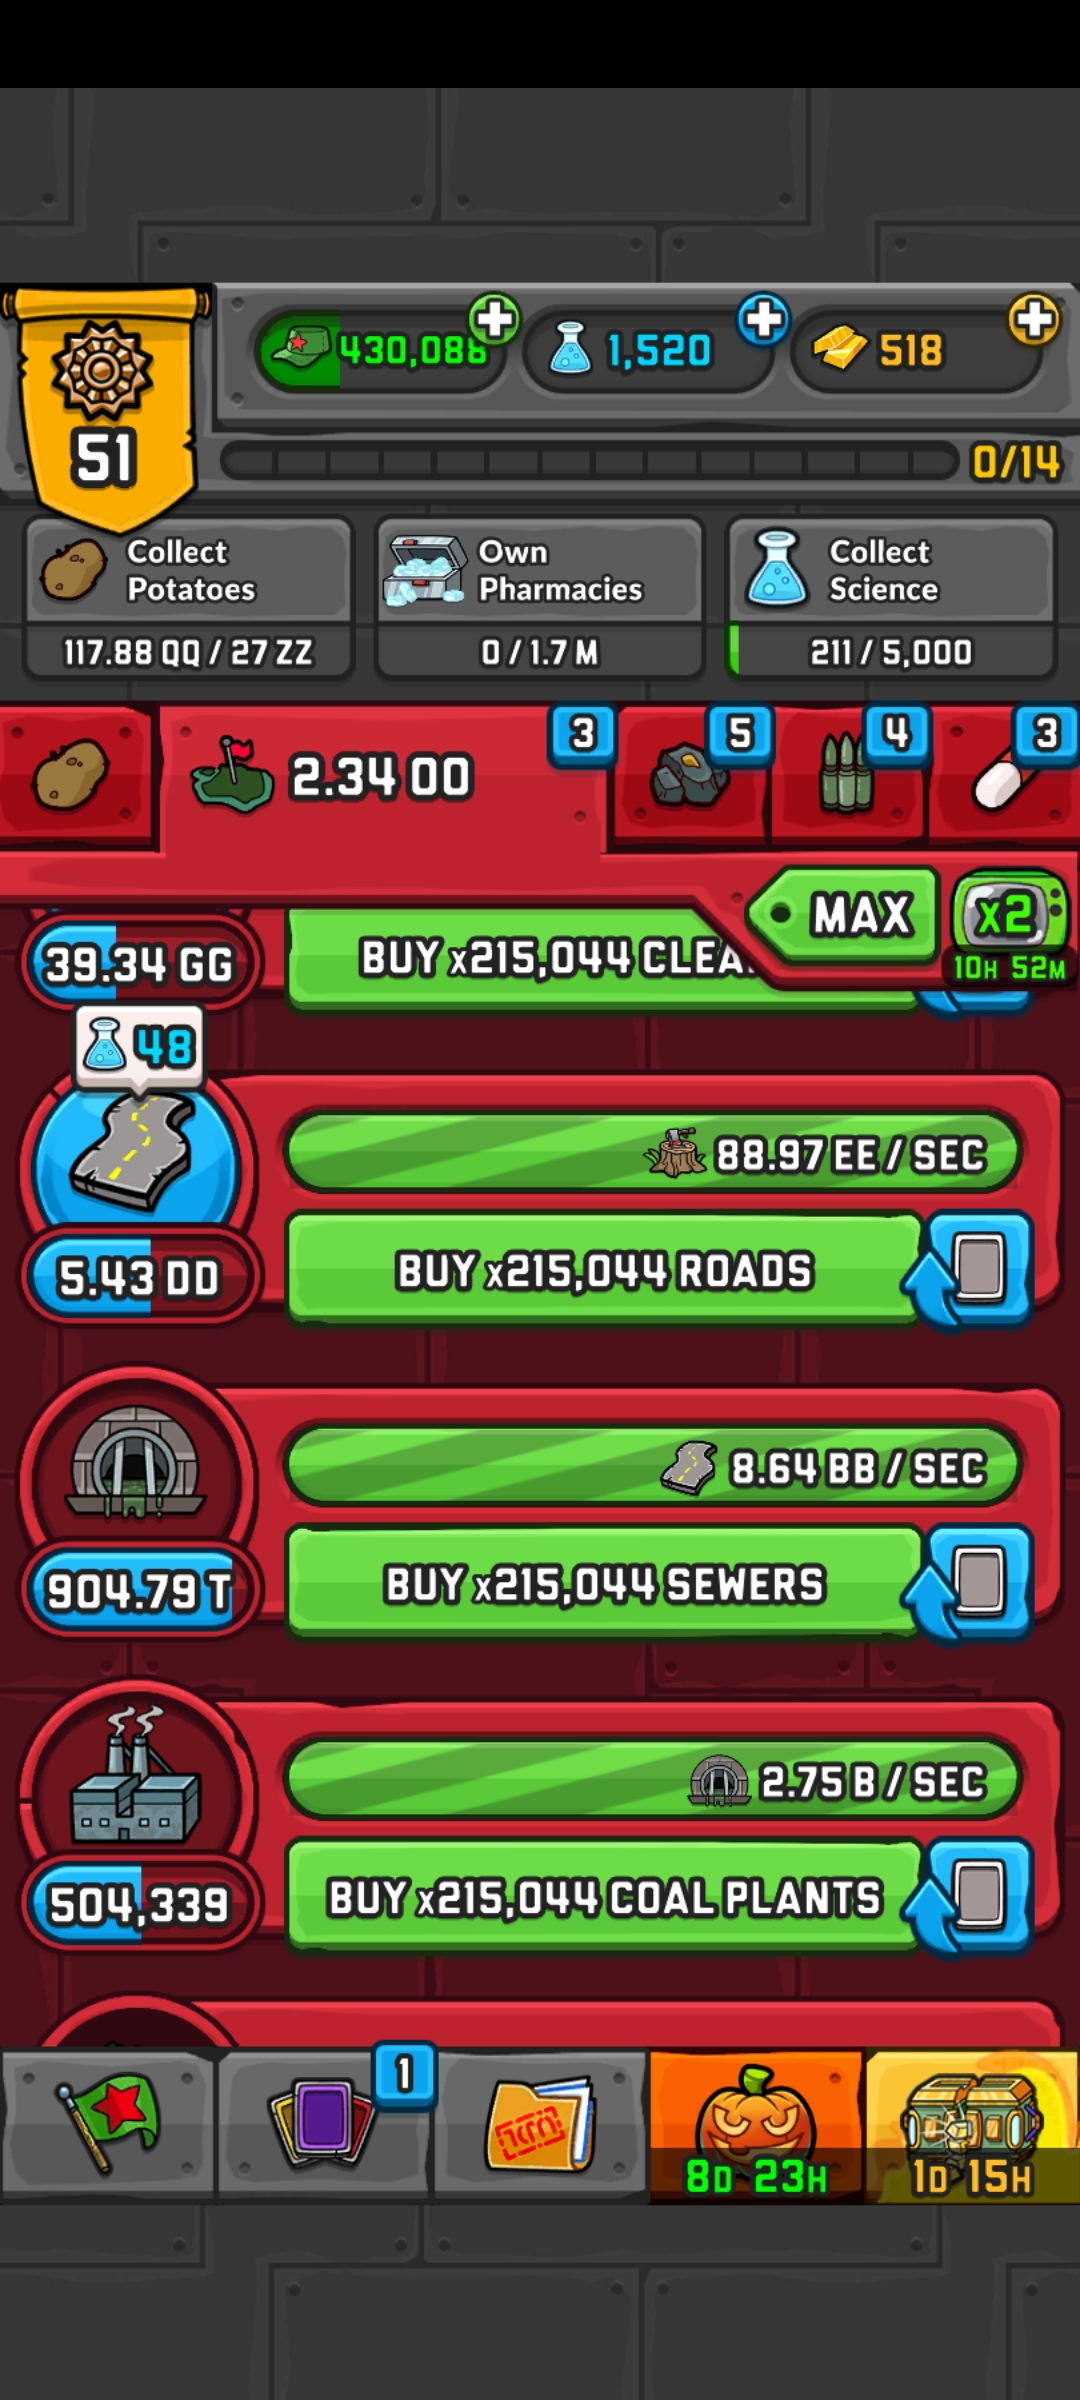 430,088
1,520
518
51
0/14
Collect
Potatoes
117.88 QQ / 27 ZZ
Own
Pharmacies
0 / 1.7 M
Collect
Science
211 / 5,000
2.34 OO
3
5
4
3
MAX
x2
10H 52M
39.34 GG
BUY x215,044 CLEA
48
88.97 EE / SEC
5.43 DD
BUY x215,044 ROADS
8.64 BB / SEC
904.79 T
BUY x215,044 SEWERS
2.75 B / SEC
504,339
BUY x215,044 COAL PLANTS
1
8D 23H
1D 15H